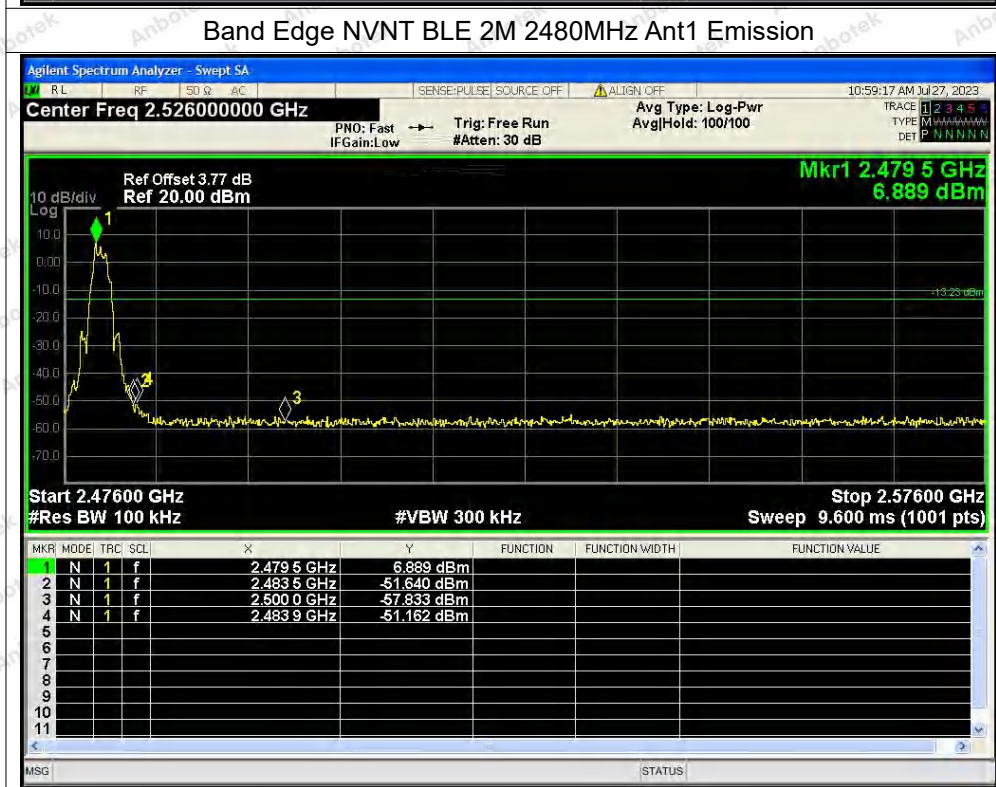 Band Edge NVNT BLE 2M 2480MHz Ant1 Emission
Agilent Spectrum Analyzer - Swept SA
RL RF 50 Ω AC SENSE:PULSE SOURCE OFF ALIGN OFF 10:59:17 AM Jul 27, 2023
Center Freq 2.526000000 GHz
PNO: Fast
IFGain:Low
Trig: Free Run
#Atten: 30 dB
Avg Type: Log-Pwr
Avg|Hold: 100/100
TRACE 1 2 3 4 5 6
TYPE M
DET P N N N N N
Mkr1 2.479 5 GHz
6.889 dBm
Ref Offset 3.77 dB
10 dB/div Ref 20.00 dBm
Log
1
10.0
0.00
-10.0
-13.23 dBm
-20.0
-30.0
-40.0
2 4
3
-50.0
-60.0
-70.0
Start 2.47600 GHz Stop 2.57600 GHz
#Res BW 100 kHz #VBW 300 kHz Sweep 9.600 ms (1001 pts)
MKR MODE TRC SCL X Y FUNCTION FUNCTION WIDTH FUNCTION VALUE
1 N 1 f 2.479 5 GHz 6.889 dBm
2 N 1 f 2.483 5 GHz -51.640 dBm
3 N 1 f 2.500 0 GHz -57.833 dBm
4 N 1 f 2.483 9 GHz -51.162 dBm
5
6
7
8
9
10
11
MSG STATUS